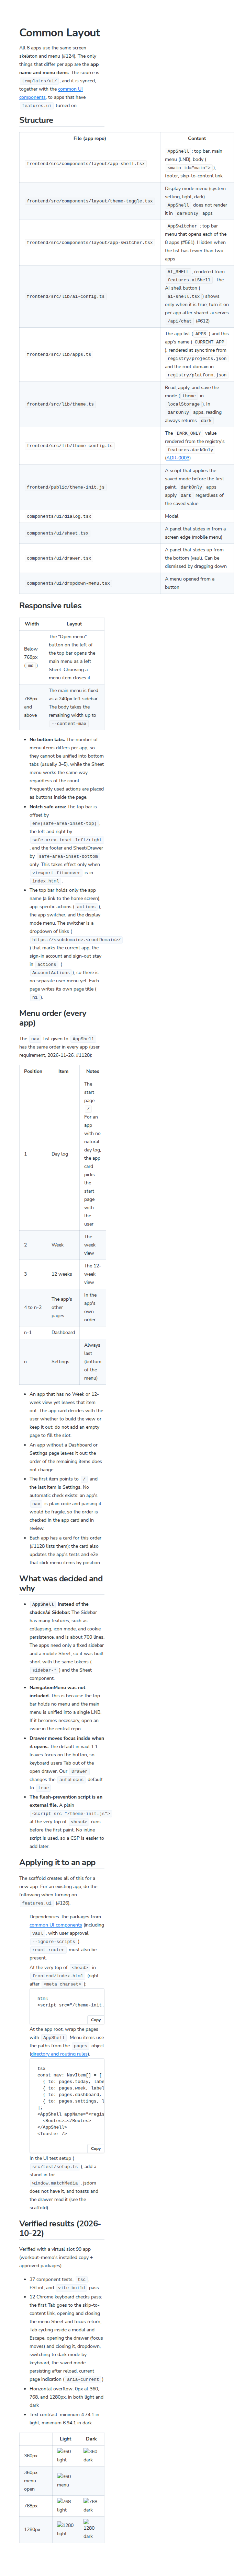 Common Layout
All 8 apps use the same screen
skeleton and menu (#124). The only
things that differ per app are the app
name and menu items. The source is
templates/ui/ , and it is synced,
together with the common UI
components, to apps that have
features.ui turned on.
Structure
File (app repo) Content
frontend/src/components/layout/app-shell.tsx
AppShell : top bar, main
menu (LNB), body (
<main id="main"> ),
footer, skip-to-content link
frontend/src/components/layout/theme-toggle.tsx
Display mode menu (system
setting, light, dark).
AppShell does not render
it in darkOnly apps
frontend/src/components/layout/app-switcher.tsx
AppSwitcher : top bar
menu that opens each of the
8 apps (#SE1). Hidden when
the list has fewer than two
apps
frontend/src/lib/ai-config.ts
AI_SHELL , rendered from
features.aiShell . The
AI shell button (
ai-shell.tsx ) shows
only when it is true; turn it on
per app after shared-ai serves
/api/chat (#612)
frontend/src/lib/apps.ts
The app list ( APPS ) and this
app's name ( CURRENT_APP
), rendered at sync time from
registry/projects.json
and the root domain in
registry/platform.json
frontend/src/lib/theme.ts
Read, apply, and save the
mode ( theme in
localStorage ). In
darkOnly apps, reading
always returns dark
frontend/src/lib/theme-config.ts
The DARK_ONLY value
rendered from the registry's
features.darkOnly
(ADR-0003)
frontend/public/theme-init.js
A script that applies the
saved mode before the first
paint. darkOnly apps
apply dark regardless of
the saved value
components/ui/dialog.tsx Modal
components/ui/sheet.tsx
A panel that slides in from a
screen edge (mobile menu)
components/ui/drawer.tsx
A panel that slides up from
the bottom (vaul). Can be
dismissed by dragging down
components/ui/dropdown-menu.tsx
A menu opened from a
button
Responsive rules
Width Layout
Below
768px
( md )
The "Open menu"
button on the left of
the top bar opens the
main menu as a left
Sheet. Choosing a
menu item closes it
768px
and
above
The main menu is fixed
as a 240px left sidebar.
The body takes the
remaining width up to
--content-max
No bottom tabs. The number of
menu items differs per app, so
they cannot be unified into bottom
tabs (usually 3–5), while the Sheet
menu works the same way
regardless of the count.
Frequently used actions are placed
as buttons inside the page.
Notch safe area: The top bar is
offset by
env(safe-area-inset-top) ,
the left and right by
safe-area-inset-left/right
, and the footer and Sheet/Drawer
by safe-area-inset-bottom
only. This takes effect only when
viewport-fit=cover is in
index.html .
The top bar holds only the app
name (a link to the home screen),
app-specific actions ( actions ),
the app switcher, and the display
mode menu. The switcher is a
dropdown of links (
https://<subdomain>.<rootDomain>/
) that marks the current app; the
sign-in account and sign-out stay
in actions (
AccountActions ), so there is
no separate user menu yet. Each
page writes its own page title (
h1 ).
Menu order (every
app)
The nav list given to AppShell
has the same order in every app (user
requirement, 2026-11-26, #1128).
Position Item Notes
1 Day log
The
start
page
/ .
For an
app
with no
natural
day log,
the app
card
picks
the
start
page
with the
user
2 Week
The
week
view
3 12 weeks
The 12-
week
view
4 to n-2
The app's
other
pages
In the
app's
own
order
n-1 Dashboard
n Settings
Always
last
(bottom
of the
menu)
An app that has no Week or 12-
week view yet leaves that item
out. The app card decides with the
user whether to build the view or
keep it out; do not add an empty
page to fill the slot.
An app without a Dashboard or
Settings page leaves it out; the
order of the remaining items does
not change.
The first item points to / and
the last item is Settings. No
automatic check exists: an app's
nav is plain code and parsing it
would be fragile, so the order is
checked in the app card and in
review.
Each app has a card for this order
(#1128 lists them); the card also
updates the app's tests and e2e
that click menu items by position.
What was decided and
why
AppShell instead of the
shadcn/ui Sidebar: The Sidebar
has many features, such as
collapsing, icon mode, and cookie
persistence, and is about 700 lines.
The apps need only a fixed sidebar
and a mobile Sheet, so it was built
short with the same tokens (
sidebar-* ) and the Sheet
component.
NavigationMenu was not
included. This is because the top
bar holds no menu and the main
menu is unified into a single LNB.
If it becomes necessary, open an
issue in the central repo.
Drawer moves focus inside when
it opens. The default in vaul 1.1
leaves focus on the button, so
keyboard users Tab out of the
open drawer. Our Drawer
changes the autoFocus default
to true .
The flash-prevention script is an
external file. A plain
<script src="/theme-init.js">
at the very top of <head> runs
before the first paint. No inline
script is used, so a CSP is easier to
add later.
Applying it to an app
The scaffold creates all of this for a
new app. For an existing app, do the
following when turning on
features.ui (#126).
Dependencies: the packages from
common UI components (including
vaul , with user approval,
--ignore-scripts ).
react-router must also be
present.
At the very top of <head> in
frontend/index.html (right
after <meta charset> ):
html
<script src="/theme-init.
Copy
At the app root, wrap the pages
with AppShell . Menu items use
the paths from the pages object
(directory and routing rules).
tsx
const nav: NavItem[] = [
{ to: pages.today, labe
{ to: pages.week, label
{ to: pages.dashboard,
{ to: pages.settings, l
];
<AppShell appName="<regis
<Routes>…</Routes>
</AppShell>
<Toaster />
Copy
In the UI test setup (
src/test/setup.ts ), add a
stand-in for
window.matchMedia . jsdom
does not have it, and toasts and
the drawer read it (see the
scaffold).
Verified results (2026-
10-22)
Verified with a virtual slot 99 app
(workout-memo's installed copy +
approved packages).
37 component tests, tsc ,
ESLint, and vite build pass
12 Chrome keyboard checks pass:
the first Tab goes to the skip-to-
content link, opening and closing
the menu Sheet and focus return,
Tab cycling inside a modal and
Escape, opening the drawer (focus
moves) and closing it, dropdown,
switching to dark mode by
keyboard, the saved mode
persisting after reload, current
page indication ( aria-current )
Horizontal overflow: 0px at 360,
768, and 1280px, in both light and
dark
Text contrast: minimum 4.74:1 in
light, minimum 6.94:1 in dark
Light Dark
360px 360 light 360 dark
360px
menu
open
360 menu
768px 768 light 768 dark
1280px 1280 light 1280 dark